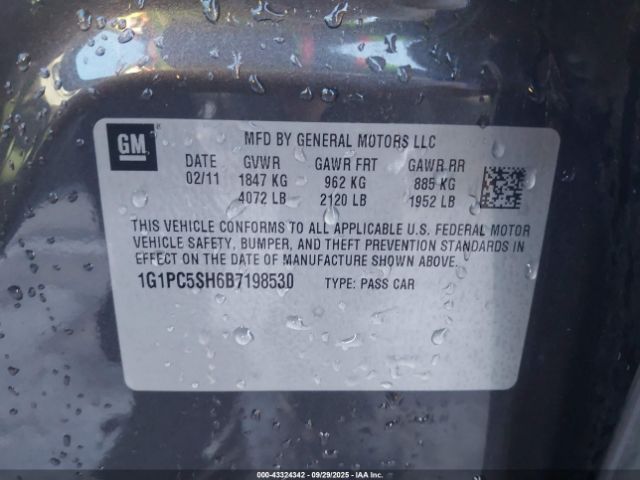 GM
MFD BY GENERAL MOTORS LLC
DATE GVWR GAWR FRT GAWR RR
02/11 1847 KG 962 KG 885 KG
4072 LB 2120 LB 1952 LB
THIS VEHICLE CONFORMS TO ALL APPLICABLE U.S. FEDERAL MOTOR
VEHICLE SAFETY, BUMPER, AND THEFT PREVENTION STANDARDS IN
EFFECT ON THE DATE OF MANUFACTURE SHOWN ABOVE.
1G1PC5SH6B7198530 TYPE: PASS CAR
000-43324342 - 09/29/2025 - IAA Inc.